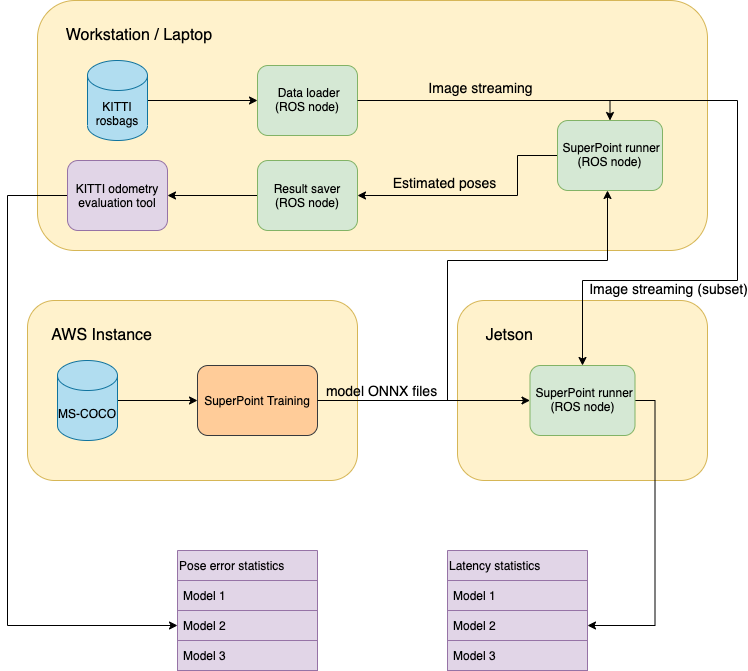 Workstation / Laptop
KITTI
rosbags
Data loader
(ROS node)
Image streaming
SuperPoint runner
(ROS node)
KITTI odometry
evaluation tool
Result saver
(ROS node)
Estimated poses
Image streaming (subset)
AWS Instance
MS-COCO
SuperPoint Training
model ONNX files
Jetson
SuperPoint runner
(ROS node)
Pose error statistics
Model 1
Model 2
Model 3
Latency statistics
Model 1
Model 2
Model 3